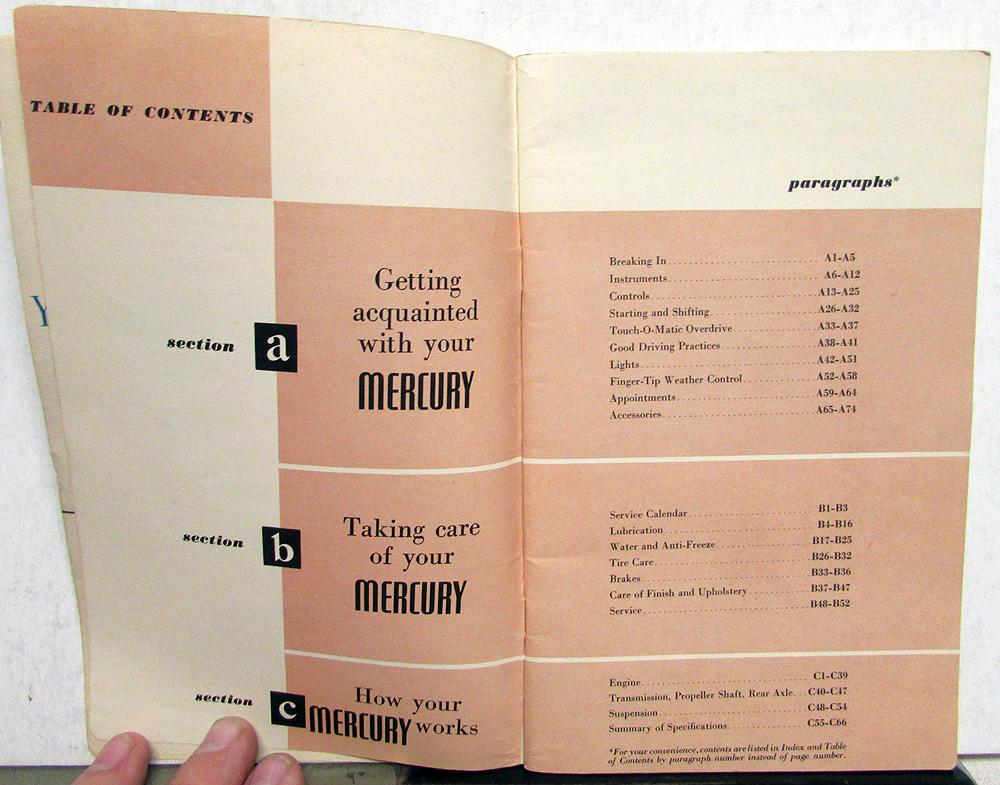 TABLE OF CONTENTS
paragraphs*
section a
Getting
acquainted
with your
MERCURY
Breaking In........................ A1-A5
Instruments........................ A6-A12
Controls........................ A13-A25
Starting and Shifting........................ A26-A32
Touch-O-Matic Overdrive........................ A33-A37
Good Driving Practices........................ A38-A41
Lights........................ A42-A51
Finger-Tip Weather Control........................ A52-A58
Appointments........................ A59-A64
Accessories........................ A65-A74
section b
Taking care
of your
MERCURY
Service Calendar........................ B1-B3
Lubrication........................ B4-B16
Water and Anti-Freeze........................ B17-B25
Tire Care........................ B26-B32
Brakes........................ B33-B36
Care of Finish and Upholstery........................ B37-B47
Service........................ B48-B52
section c
How your
MERCURY works
Engine........................ C1-C39
Transmission, Propeller Shaft, Rear Axle.. C40-C47
Suspension........................ C48-C54
Summary of Specifications........................ C55-C66
*For your convenience, contents are listed in Index and Table
of Contents by paragraph number instead of page number.
Y